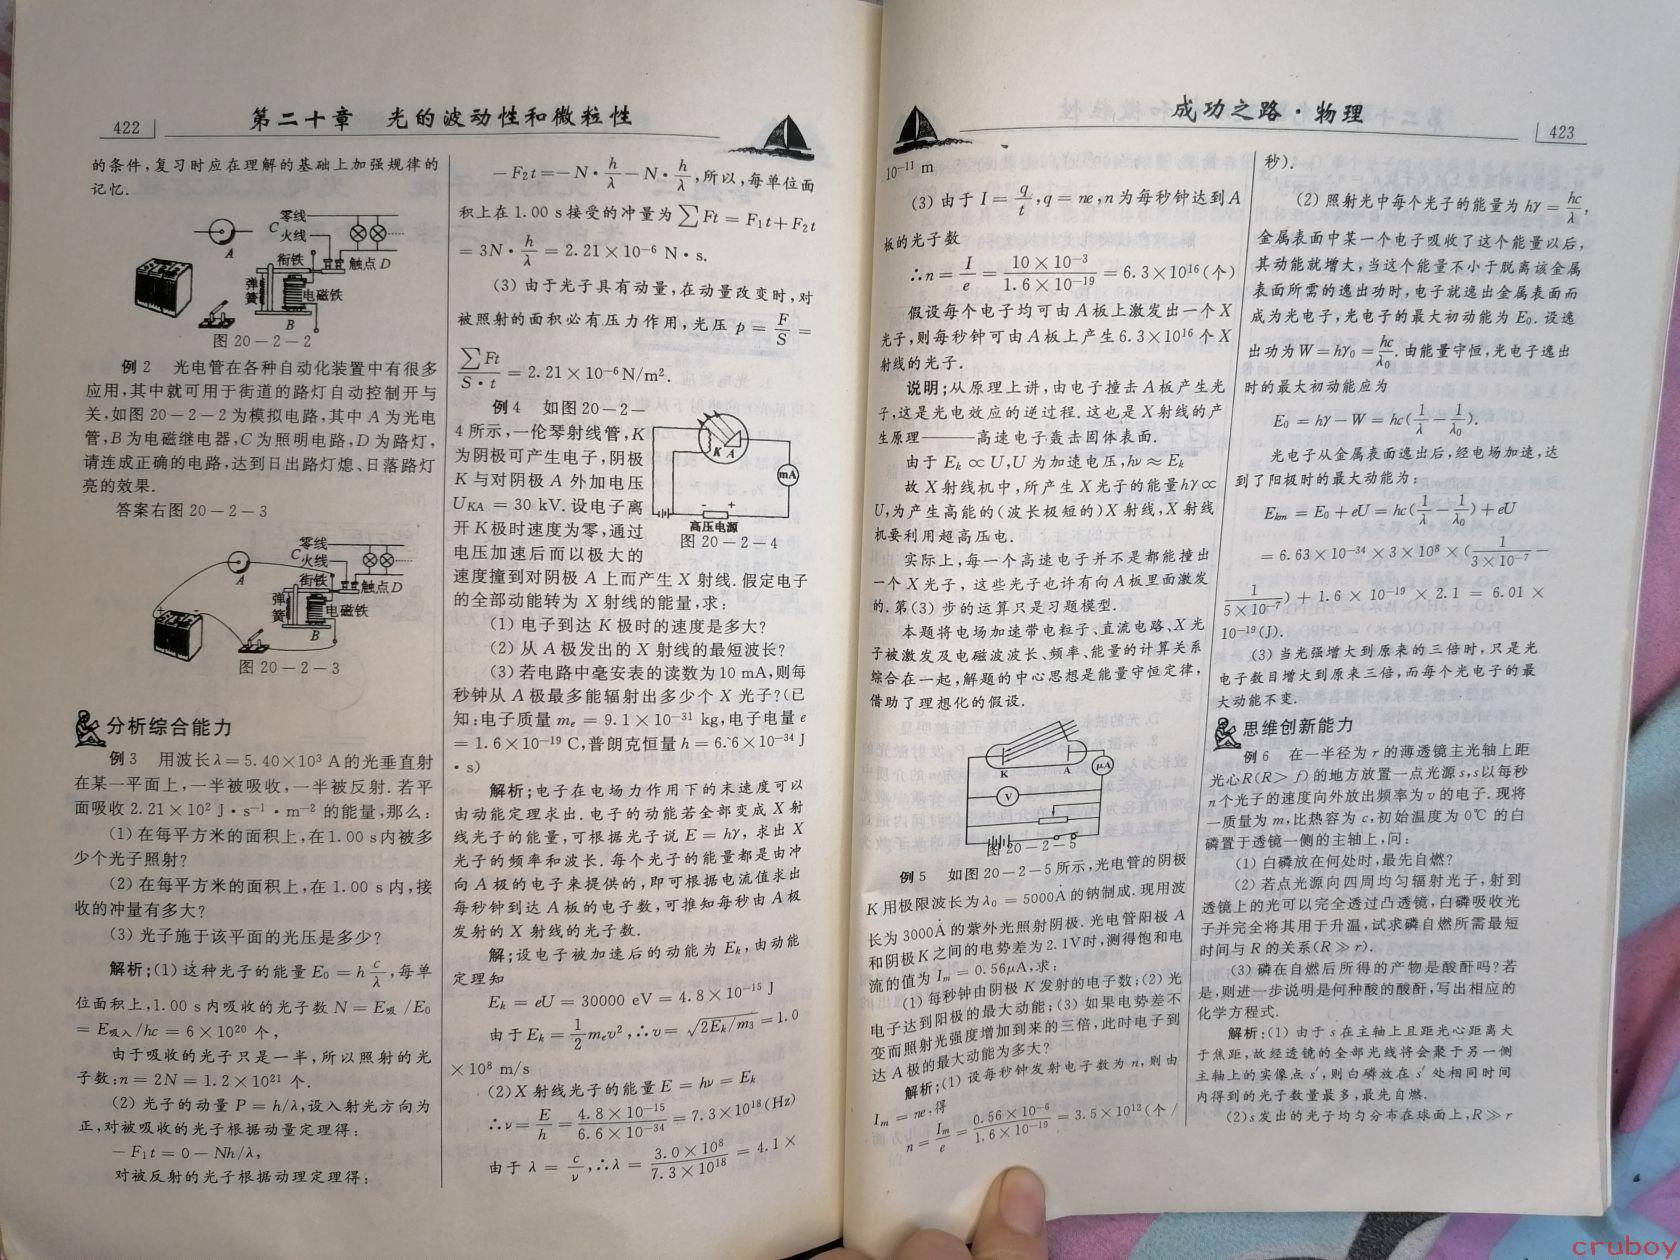 422
第二十章 光的波动性和微粒性
的条件,复习时应在理解的基础上加强规律的
记忆.
零线
C
火线
A
衔铁
触点D
弹簧
电磁铁
B
图20-2-2
例2 光电管在各种自动化装置中有很多
应用,其中就可用于街道的路灯自动控制开与
关,如图20-2-2为模拟电路,其中A为光电
管,B为电磁继电器,C为照明电路,D为路灯,
请连成正确的电路,达到日出路灯熄、日落路灯
亮的效果.
答案右图20-2-3
零线
C
火线
A
衔铁
触点D
弹簧
电磁铁
B
图20-2-3
分析综合能力
例3 用波长λ=5.40×10³ A的光垂直射
在某一平面上,一半被吸收,一半被反射.若平
面吸收2.21×10² J·s⁻¹·m⁻²的能量,那么:
(1)在每平方米的面积上,在1.00 s内被多
少个光子照射?
(2)在每平方米的面积上,在1.00 s内,接
收的冲量有多大?
(3)光子施于该平面的光压是多少?
解析;(1)这种光子的能量E₀=h c/λ,每单
位面积上,1.00 s内吸收的光子数N=E吸/E₀
=E吸λ/hc=6×10²⁰个,
由于吸收的光子只是一半,所以照射的光
子数:n=2N=1.2×10²¹个.
(2)光子的动量P=h/λ,设入射光方向为
正,对被吸收的光子根据动量定理得:
-F₁t=0-Nh/λ,
对被反射的光子根据动理定理得:
-F₂t=-N·h/λ-N·h/λ,所以,每单位面
积上在1.00 s接受的冲量为∑Ft=F₁t+F₂t
=3N·h/λ=2.21×10⁻⁶ N·s.
(3)由于光子具有动量,在动量改变时,对
被照射的面积必有压力作用,光压p=F/S=
∑Ft/S·t=2.21×10⁻⁶N/m².
例4 如图20-2-
4所示,一伦琴射线管,K
为阴极可产生电子,阴极
K与对阴极A外加电压
U_KA=30 kV.设电子离
开K极时速度为零,通过
电压加速后而以极大的
K A
mA
- +
高压电源
图20-2-4
速度撞到对阴极A上而产生X射线.假定电子
的全部动能转为X射线的能量,求:
(1)电子到达K极时的速度是多大?
(2)从A极发出的X射线的最短波长?
(3)若电路中毫安表的读数为10 mA,则每
秒钟从A极最多能辐射出多少个X光子?(已
知:电子质量mₑ=9.1×10⁻³¹ kg,电子电量e
=1.6×10⁻¹⁹ C,普朗克恒量h=6.6×10⁻³⁴ J
·s)
解析;电子在电场力作用下的末速度可以
由动能定理求出.电子的动能若全部变成X射
线光子的能量,可根据光子说E=hγ,求出X
光子的频率和波长.每个光子的能量都是由冲
向A极的电子来提供的,即可根据电流值求出
每秒钟到达A板的电子数,可推知每秒由A极
发射的X射线的光子数.
解;设电子被加速后的动能为Eₖ,由动能
定理知
Eₖ=eU=30000 eV=4.8×10⁻¹⁵ J
由于Eₖ=1/2 mₑv²,∴v=√2Eₖ/m₃=1.0
×10⁸ m/s
(2)X射线光子的能量E=hν=Eₖ
∴ν=E/h=4.8×10⁻¹⁵/6.6×10⁻³⁴=7.3×10¹⁸(Hz)
由于λ=c/ν,∴λ=3.0×10⁸/7.3×10¹⁸=4.1×
成功之路·物理
423
10⁻¹¹ m
(3)由于I=q/t,q=ne,n为每秒钟达到A
板的光子数
∴n=I/e=10×10⁻³/1.6×10⁻¹⁹=6.3×10¹⁶(个)
假设每个电子均可由A板上激发出一个X
光子,则每秒钟可由A板上产生6.3×10¹⁶个X
射线的光子.
说明;从原理上讲,由电子撞击A板产生光
子,这是光电效应的逆过程.这也是X射线的产
生原理———高速电子轰击固体表面.
由于Eₖ∝U,U为加速电压,hν≈Eₖ
故X射线机中,所产生X光子的能量hγ∝
U,为产生高能的(波长极短的)X射线,X射线
机要利用超高压电.
实际上,每一个高速电子并不是都能撞出
一个X光子,这些光子也许有向A板里面激发
的.第(3)步的运算只是习题模型.
本题将电场加速带电粒子、直流电路、X光
子被激发及电磁波波长、频率、能量的计算关系
综合在一起,解题的中心思想是能量守恒定律,
借助了理想化的假设.
K A
μA
V
图20-2-5
例5 如图20-2-5所示,光电管的阴极
K用极限波长为λ₀=5000Å的钠制成.现用波
长为3000Å的紫外光照射阴极.光电管阳极A
和阴极K之间的电势差为2.1V时,测得饱和电
流的值为Iₘ=0.56μA,求:
(1)每秒钟由阴极K发射的电子数;(2)光
电子达到阳极的最大动能;(3)如果电势差不
变而照射光强度增加到来的三倍,此时电子到
达A极的最大动能为多大?
解析;(1)设每秒钟发射电子数为n,则由
Iₘ=ne,得
n=Iₘ/e=0.56×10⁻⁶/1.6×10⁻¹⁹=3.5×10¹²(个/
秒).
(2)照射光中每个光子的能量为hγ=hc/λ,
金属表面中某一个电子吸收了这个能量以后,
其动能就增大,当这个能量不小于脱离该金属
表面所需的逸出功时,电子就逸出金属表面而
成为光电子,光电子的最大初动能为E₀.设逸
出功为W=hγ₀=hc/λ₀.由能量守恒,光电子逸出
时的最大初动能应为
E₀=hγ-W=hc(1/λ-1/λ₀).
光电子从金属表面逸出后,经电场加速,达
到了阳极时的最大动能为:
Eₖₘ=E₀+eU=hc(1/λ-1/λ₀)+eU
=6.63×10⁻³⁴×3×10⁸×(1/3×10⁻⁷-
1/5×10⁻⁷)+1.6×10⁻¹⁹×2.1=6.01×
10⁻¹⁹(J).
(3)当光强增大到原来的三倍时,只是光
电子数目增大到原来三倍,而每个光电子的最
大动能不变.
思维创新能力
例6 在一半径为r的薄透镜主光轴上距
光心R(R>f)的地方放置一点光源s,s以每秒
n个光子的速度向外放出频率为υ的电子.现将
一质量为m,比热容为c,初始温度为0℃的白
磷置于透镜一侧的主轴上,问:
(1)白磷放在何处时,最先自燃?
(2)若点光源向四周均匀辐射光子,射到
透镜上的光可以完全透过凸透镜,白磷吸收光
子并完全将其用于升温,试求磷自燃所需最短
时间与R的关系(R≫r).
(3)磷在自燃后所得的产物是酸酐吗?若
是,则进一步说明是何种酸的酸酐,写出相应的
化学方程式.
解析:(1)由于s在主轴上且距光心距离大
于焦距,故经透镜的全部光线将会聚于另一侧
主轴上的实像点s′,则白磷放在s′处相同时间
内得到的光子数量最多,最先自燃.
(2)s发出的光子均匀分布在球面上,R≫r
cruboy